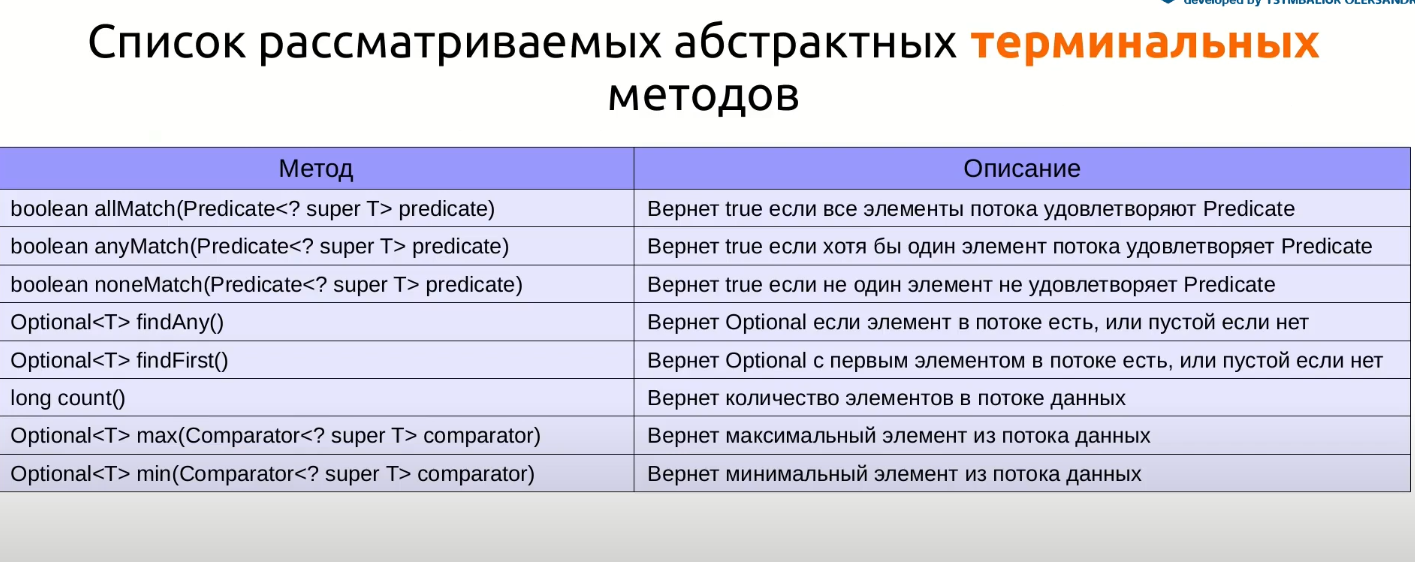 developed by TSYMBALIUK OLEKSANDR
Список рассматриваемых абстрактных терминальных
методов
Метод Описание
boolean allMatch(Predicate<? super T> predicate) Вернет true если все элементы потока удовлетворяют Predicate
boolean anyMatch(Predicate<? super T> predicate) Вернет true если хотя бы один элемент потока удовлетворяет Predicate
boolean noneMatch(Predicate<? super T> predicate) Вернет true если не один элемент не удовлетворяет Predicate
Optional<T> findAny() Вернет Optional если элемент в потоке есть, или пустой если нет
Optional<T> findFirst() Вернет Optional с первым элементом в потоке есть, или пустой если нет
long count() Вернет количество элементов в потоке данных
Optional<T> max(Comparator<? super T> comparator) Вернет максимальный элемент из потока данных
Optional<T> min(Comparator<? super T> comparator) Вернет минимальный элемент из потока данных